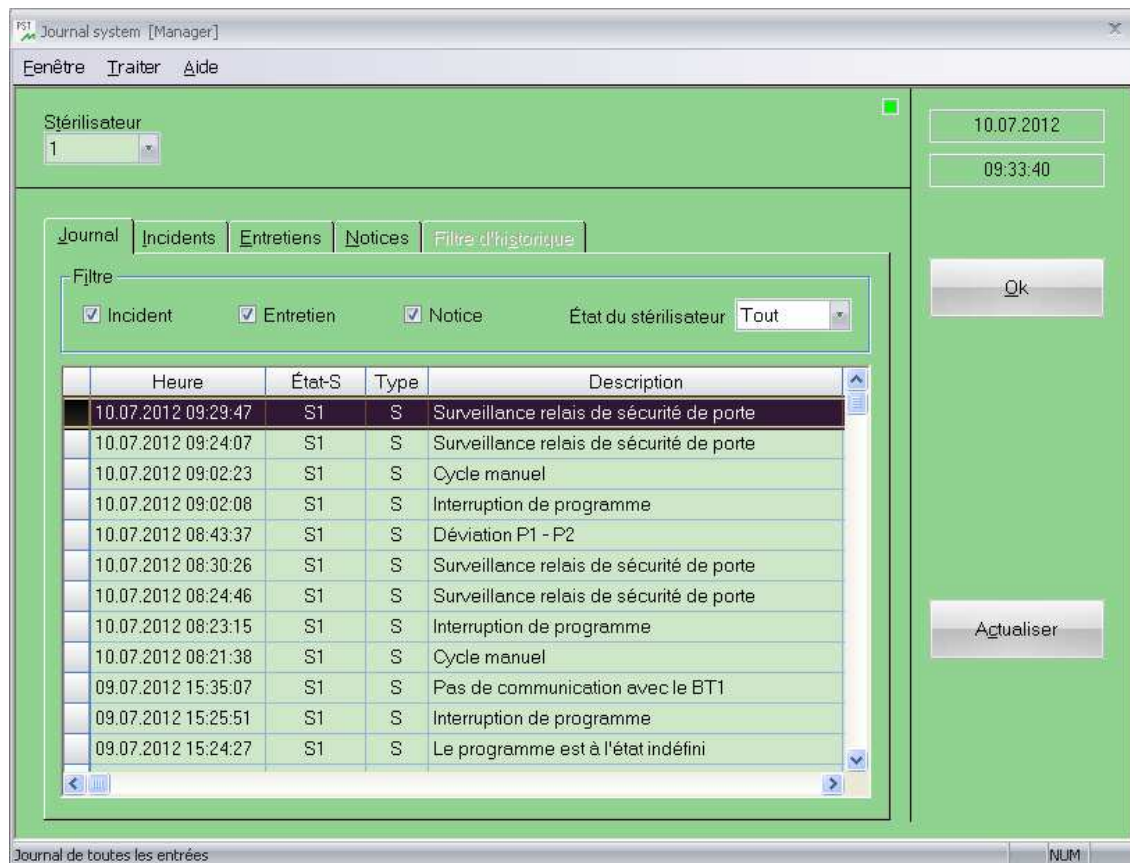 PST Journal system [Manager]
Fenêtre Traiter Aide
Stérilisateur
1
10.07.2012
09:33:40
Journal Incidents Entretiens Notices Filtre d'historique
Filtre
Incident Entretien Notice État du stérilisateur Tout
Ok
Heure État-S Type Description
10.07.2012 09:29:47 S1 S Surveillance relais de sécurité de porte
10.07.2012 09:24:07 S1 S Surveillance relais de sécurité de porte
10.07.2012 09:02:23 S1 S Cycle manuel
10.07.2012 09:02:08 S1 S Interruption de programme
10.07.2012 08:43:37 S1 S Déviation P1 - P2
10.07.2012 08:30:26 S1 S Surveillance relais de sécurité de porte
10.07.2012 08:24:46 S1 S Surveillance relais de sécurité de porte
10.07.2012 08:23:15 S1 S Interruption de programme
10.07.2012 08:21:38 S1 S Cycle manuel
09.07.2012 15:35:07 S1 S Pas de communication avec le BT1
09.07.2012 15:25:51 S1 S Interruption de programme
09.07.2012 15:24:27 S1 S Le programme est à l'état indéfini
Actualiser
Journal de toutes les entrées NUM